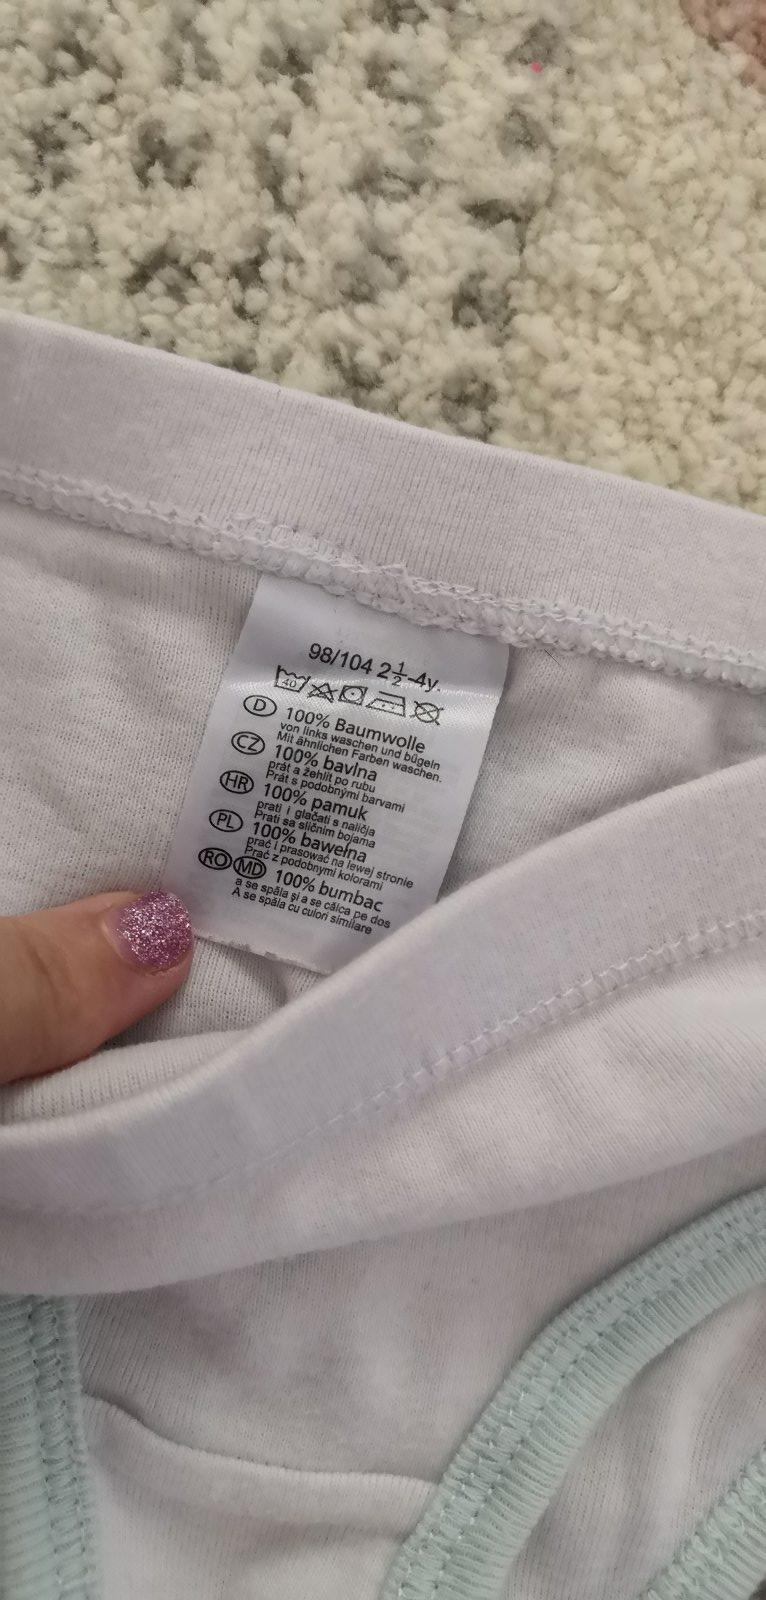 98/104 2½-4y.
40
D 100% Baumwolle
von links waschen und bügeln
Mit ähnlichen Farben waschen.
CZ 100% bavlna
prát a žehlit po rubu
Prát s podobnými barvami
HR 100% pamuk
prati i glačati s naličja
Prati sa sličnim bojama
PL 100% bawełna
prać i prasować na lewej stronie
Prać z podobnymi kolorami
RO MD 100% bumbac
a se spăla şi a se călca pe dos
A se spăla cu culori similare